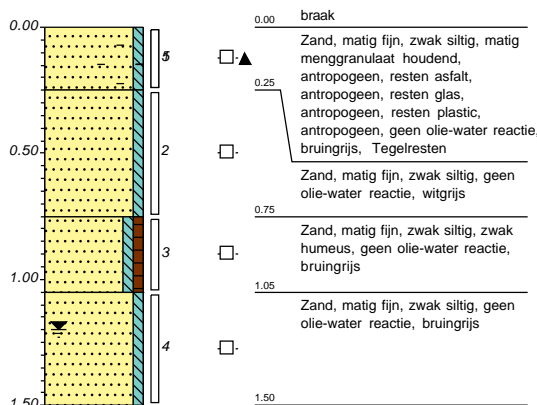 0.00
0.50
1.00
1.50
2
3
4
0.00
braak
Zand, matig fijn, zwak siltig, matig
menggranulaat houdend,
antropogeen, resten asfalt,
0.25
antropogeen, resten glas,
antropogeen, resten plastic,
antropogeen, geen olie-water reactie,
bruingrijs, Tegelresten
Zand, matig fijn, zwak siltig, geen
olie-water reactie, witgrijs
0.75
Zand, matig fijn, zwak siltig, zwak
humeus, geen olie-water reactie,
bruingrijs
1.05
Zand, matig fijn, zwak siltig, geen
olie-water reactie, bruingrijs
1.50